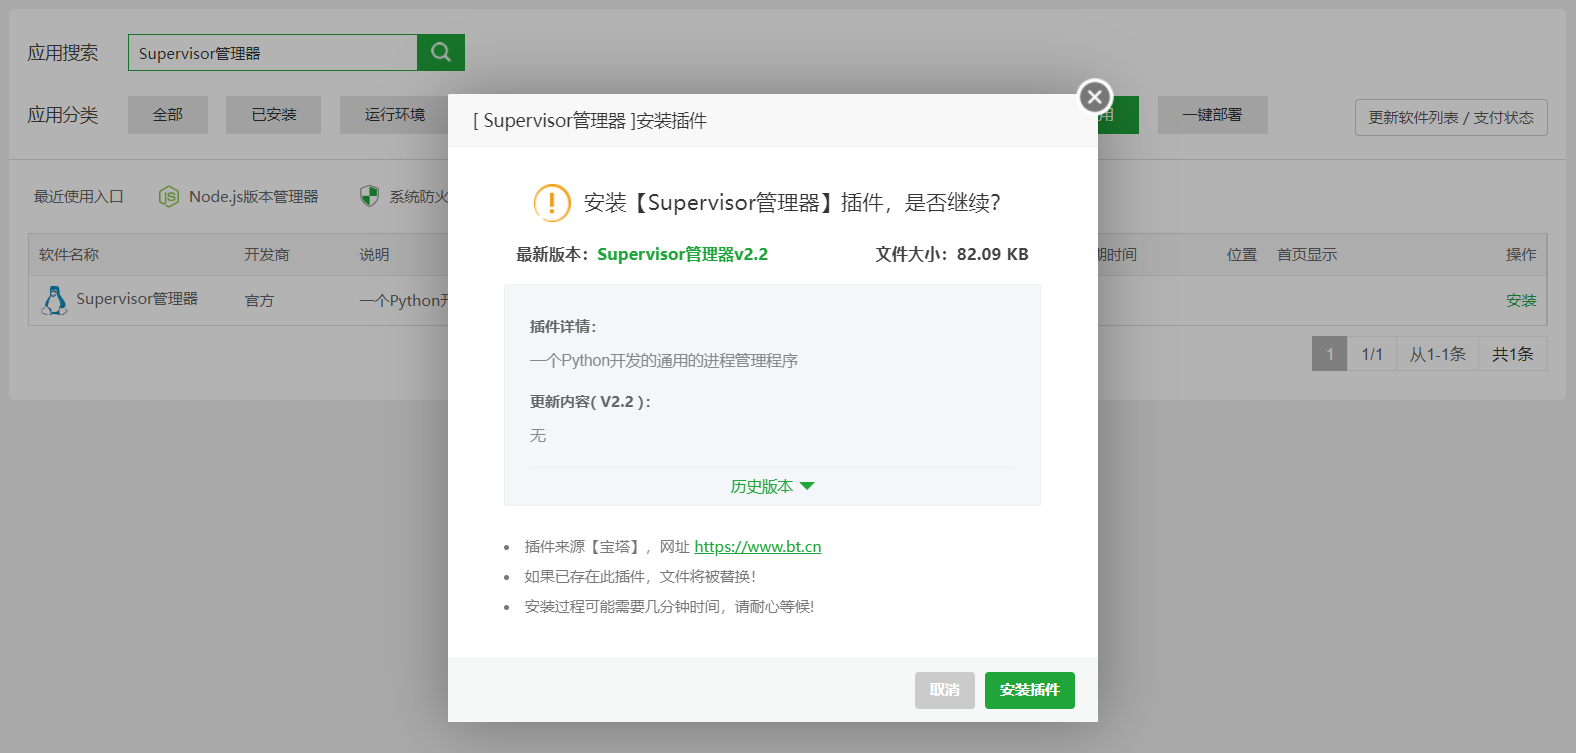 应用搜索
Supervisor管理器
应用分类 全部 已安装 运行环境 用 一键部署 更新软件列表 / 支付状态
最近使用入口 Node.js版本管理器 系统防火
软件名称 开发商 说明 期时间 位置 首页显示 操作
Supervisor管理器 官方 一个Python开 安装
1 1/1 从1-1条 共1条
[ Supervisor管理器 ]安装插件
安装【Supervisor管理器】插件，是否继续？
最新版本：Supervisor管理器v2.2 文件大小：82.09 KB
插件详情：
一个Python开发的通用的进程管理程序
更新内容( V2.2 )：
无
历史版本
插件来源【宝塔】，网址 https://www.bt.cn
如果已存在此插件，文件将被替换！
安装过程可能需要几分钟时间，请耐心等候!
取消 安装插件